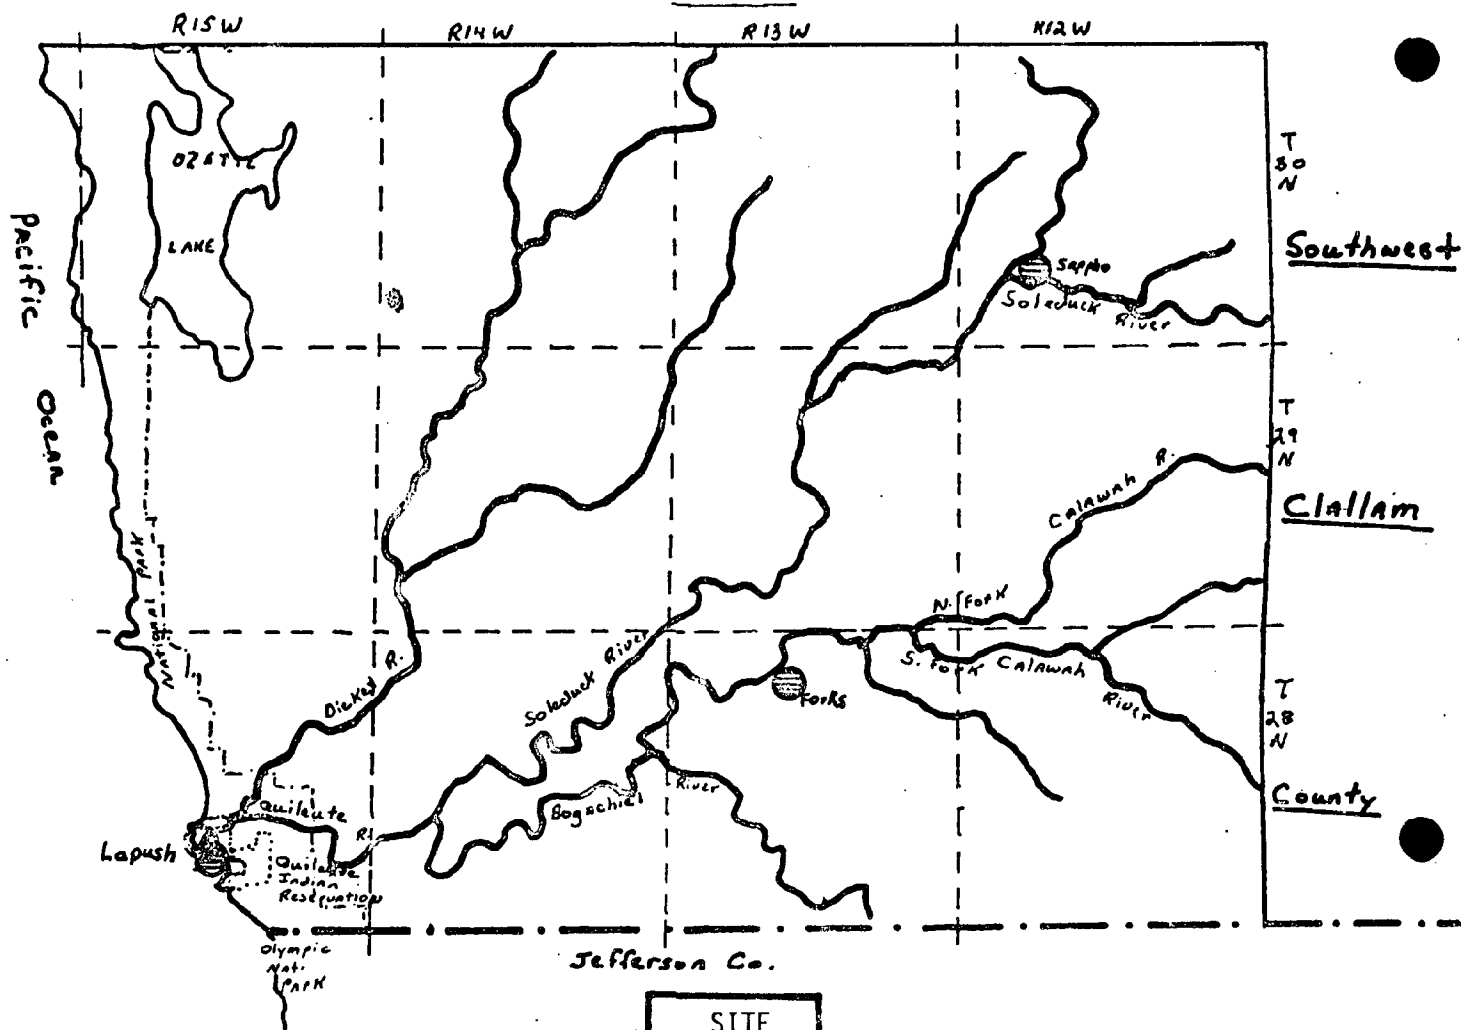 R15W
R14W
R13W
R12W
OZETTE
LAKE
Pacific
Ocean
T
30
N
Southwest
Sappho
Soleduck River
T
29
N
Clallam
Calawah R.
N. Fork
S. Fork Calawah
River
National Park
Dickey R.
Soleduck River
Forks
T
28
N
County
Quileute R.
Bogachiel River
Lapush
Quileute
Indian
Reservation
Olympic
Nat.
Park
Jefferson Co.
SITE